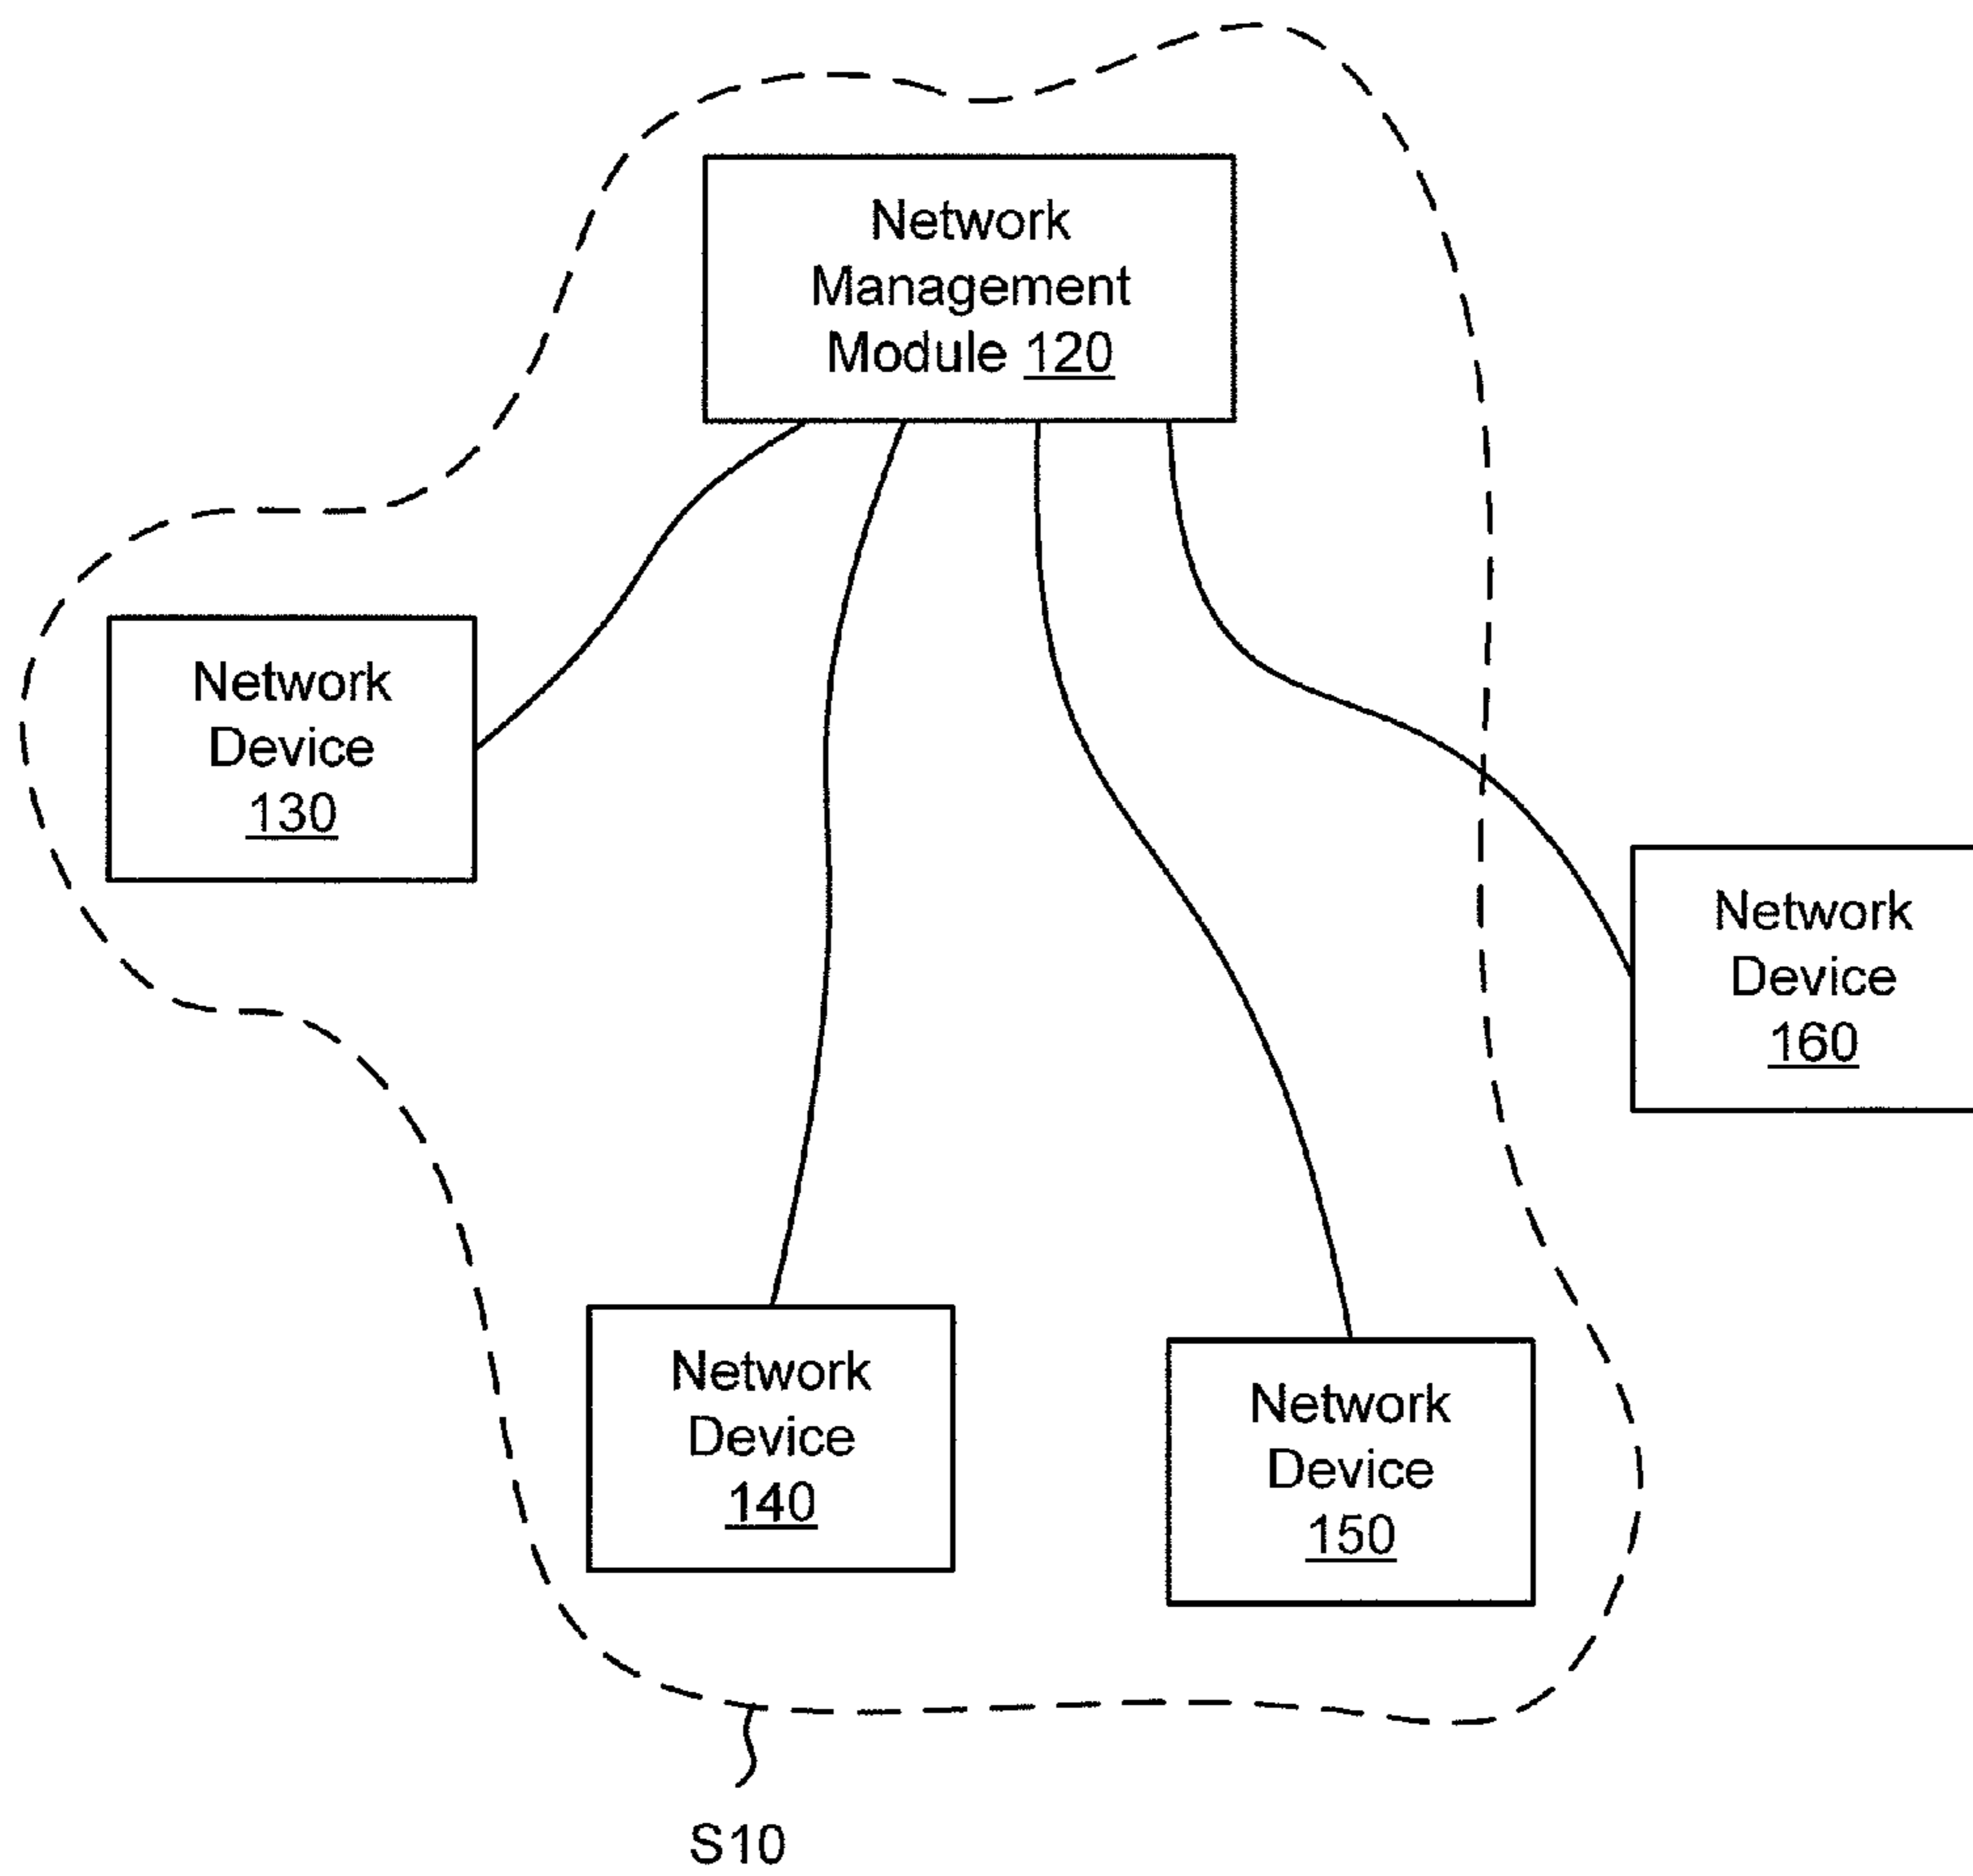 Network
Management
Module 120
Network
Device
130
Network
Device
160
Network
Device
140
Network
Device
150
S10